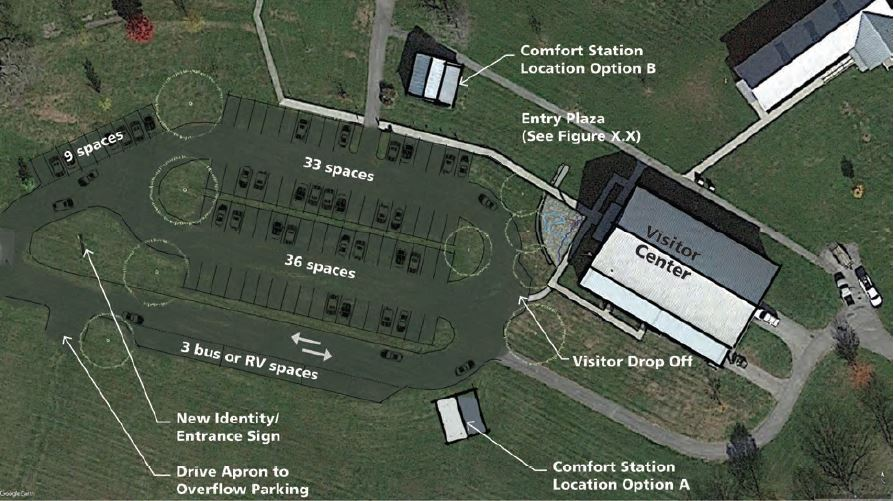 Comfort Station
Location Option B
Entry Plaza
(See Figure X.X)
9 spaces
33 spaces
Visitor
Center
36 spaces
3 bus or RV spaces
Visitor Drop Off
New Identity/
Entrance Sign
Drive Apron to
Overflow Parking
Comfort Station
Location Option A
Google Earth